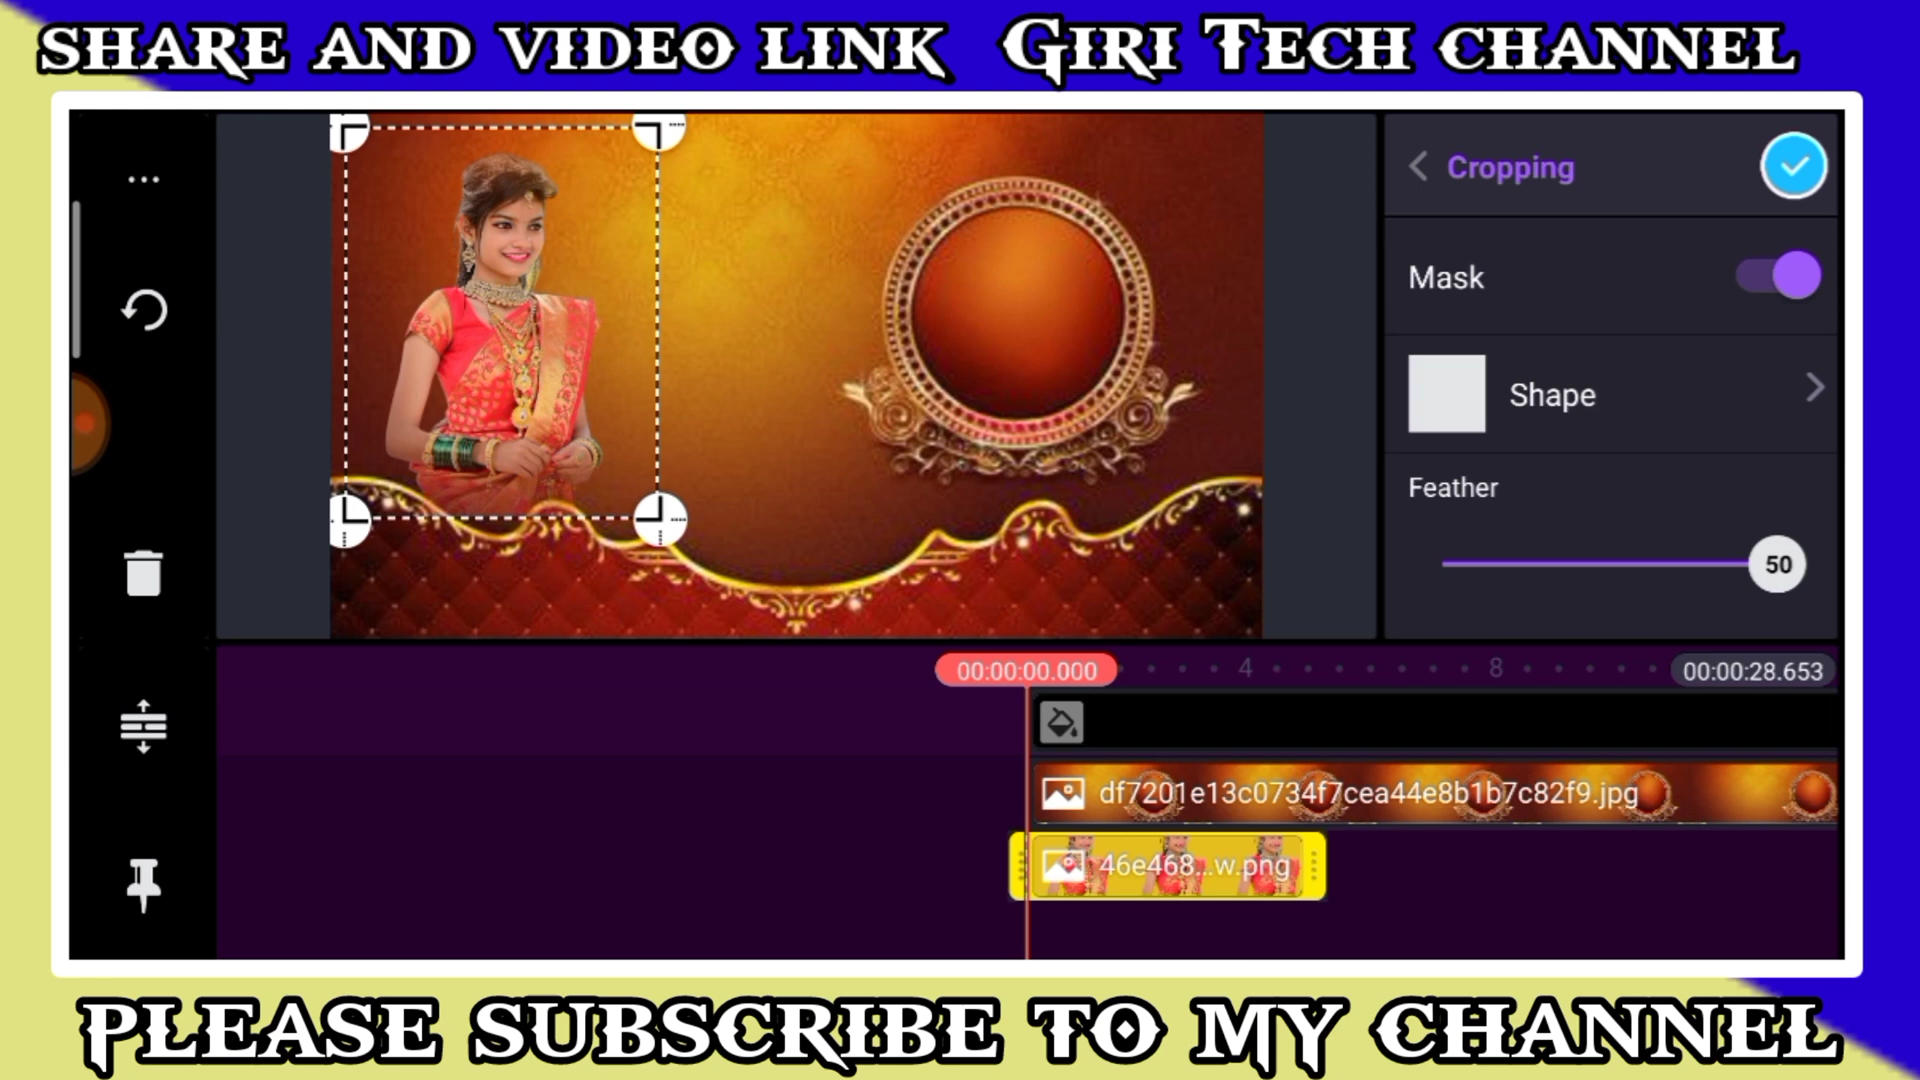 SHARE AND VIDEO LINK GIRI TECH CHANNEL
Cropping
Mask
Shape
Feather
50
00:00:00.000
4
8
00:00:28.653
df7201e13c0734f7cea44e8b1b7c82f9.jpg
46e468...w.png
PLEASE SUBSCRIBE TO MY CHANNEL